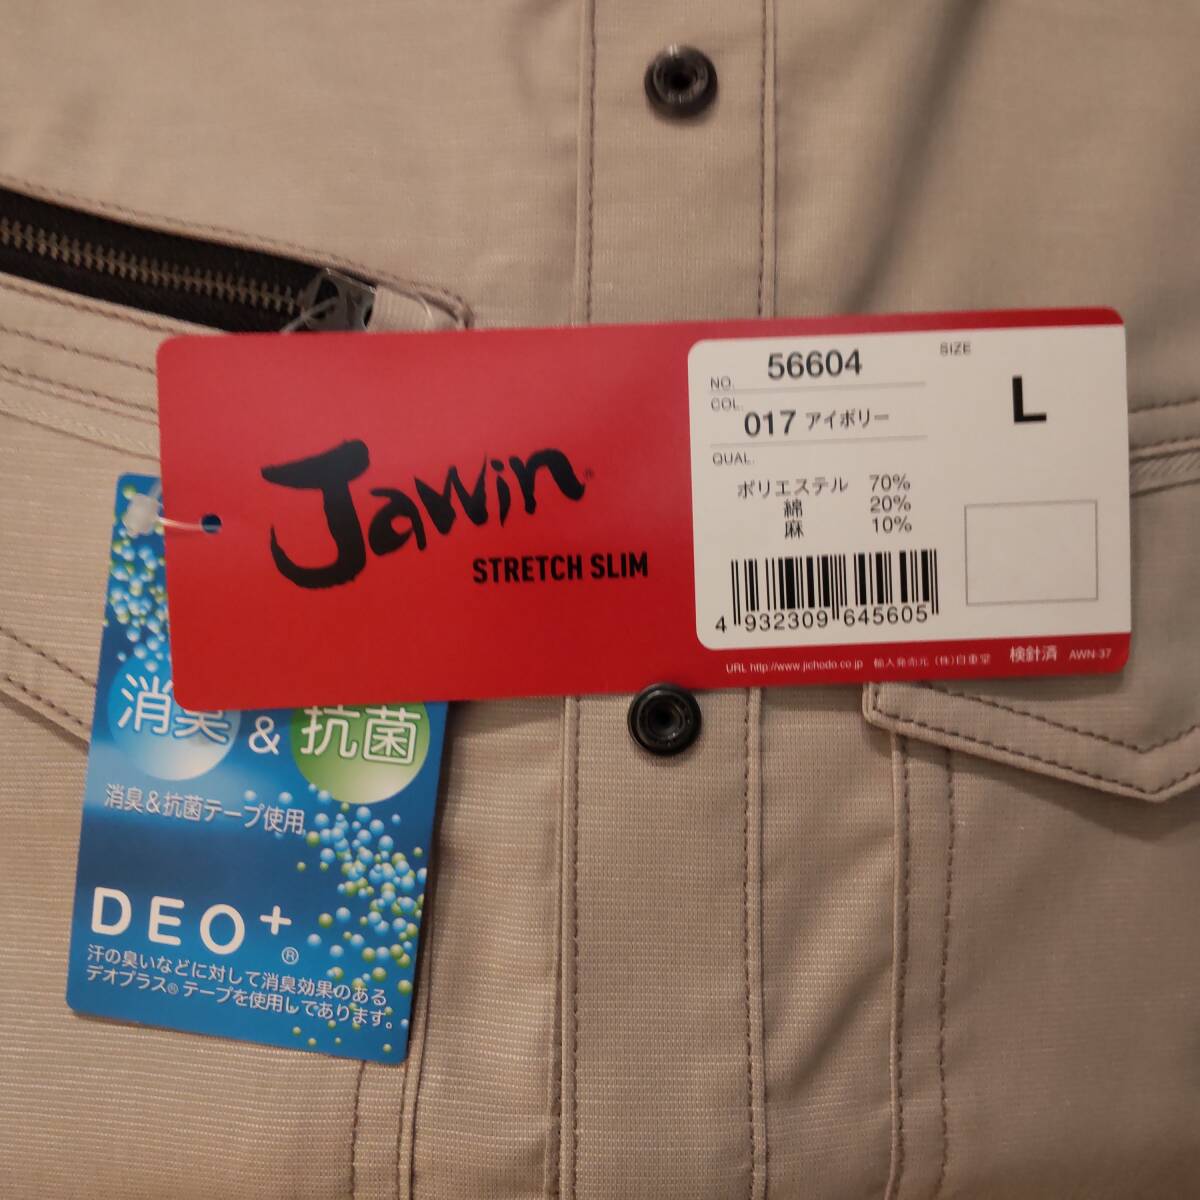 Jawin®
STRETCH SLIM
NO. 56604
COL. 017 アイボリー
QUAL.
ポリエステル 70%
綿 20%
麻 10%
SIZE
L
4 932309 645605
URL http://www.jichodo.co.jp 輸入発売元 (株)自重堂 検針済 AWN-37
消臭 & 抗菌
消臭&抗菌テープ使用
DEO+®
汗の臭いなどに対して消臭効果のある
デオプラス®テープを使用してあります。